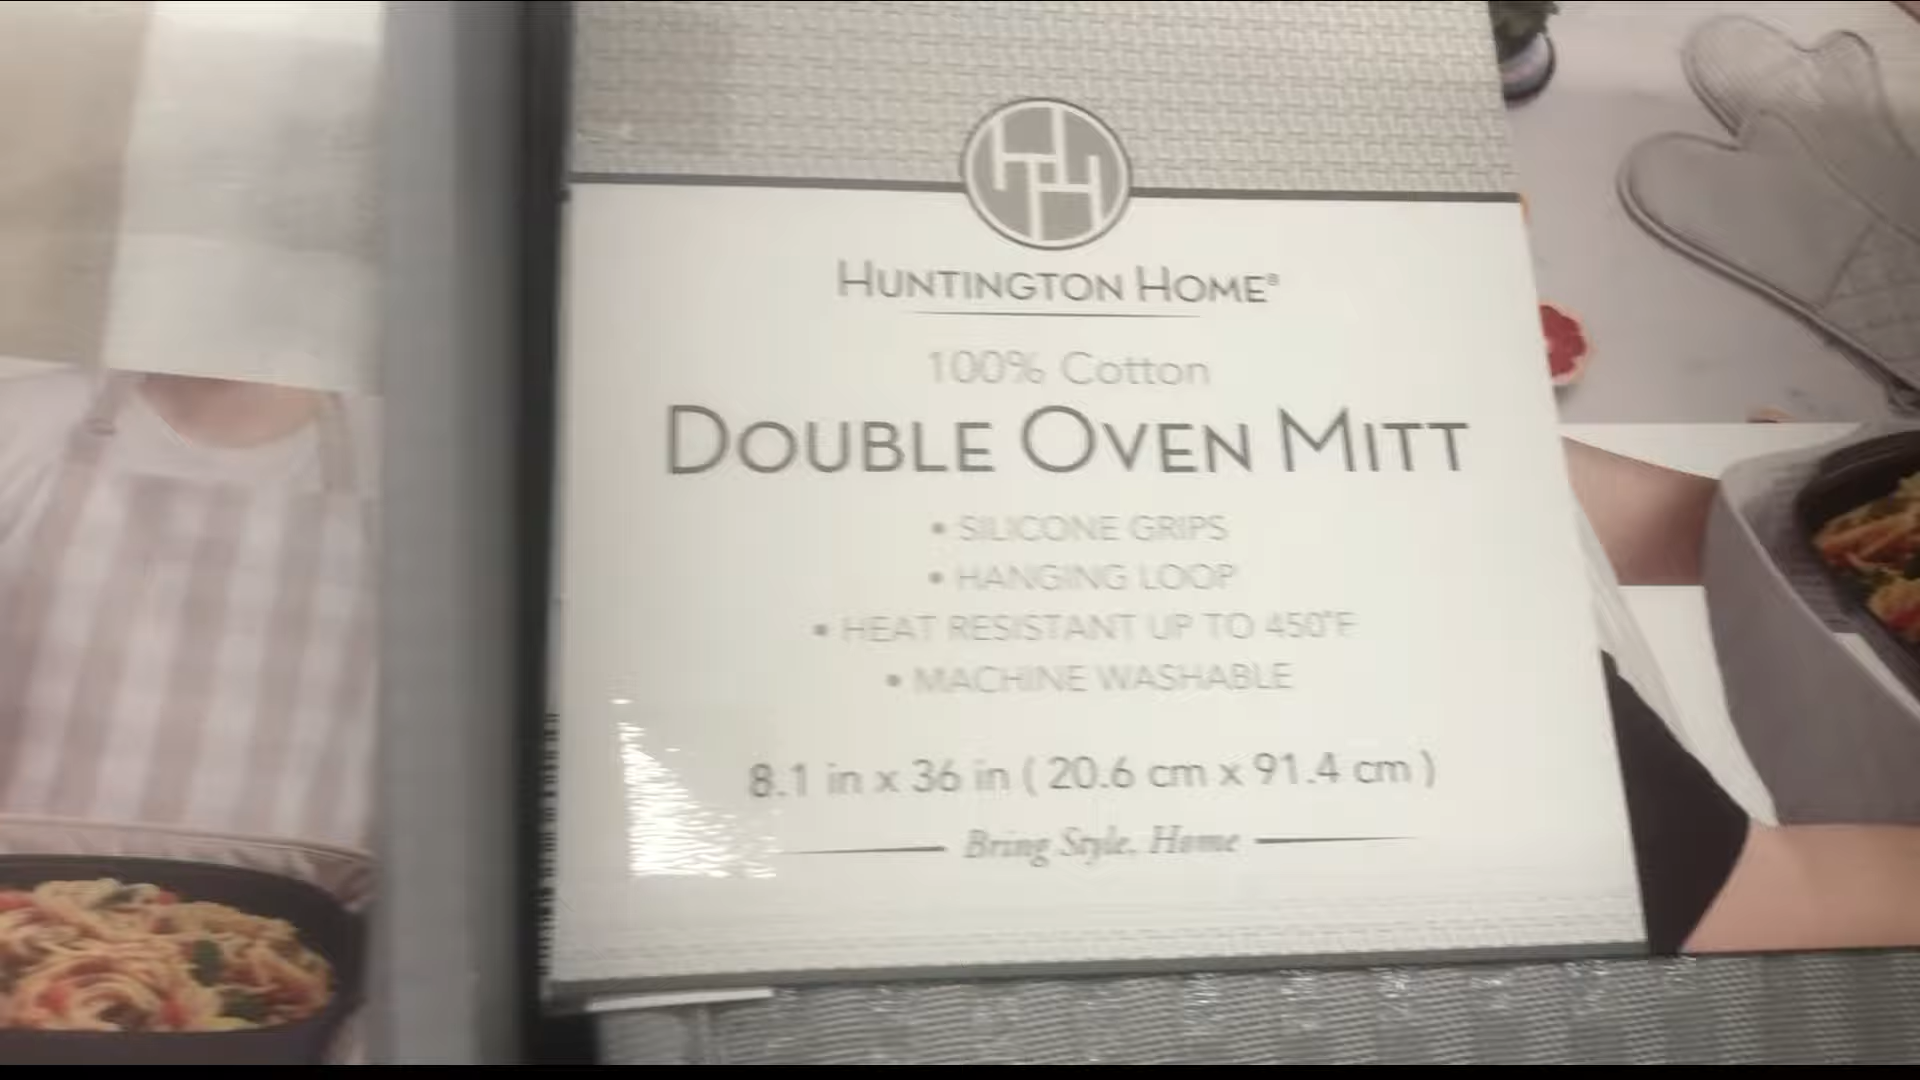 HUNTINGTON HOME®
100% Cotton
DOUBLE OVEN MITT
• SILICONE GRIPS
• HANGING LOOP
• HEAT RESISTANT UP TO 450°F
• MACHINE WASHABLE
8.1 in x 36 in ( 20.6 cm x 91.4 cm )
Bring Style, Home